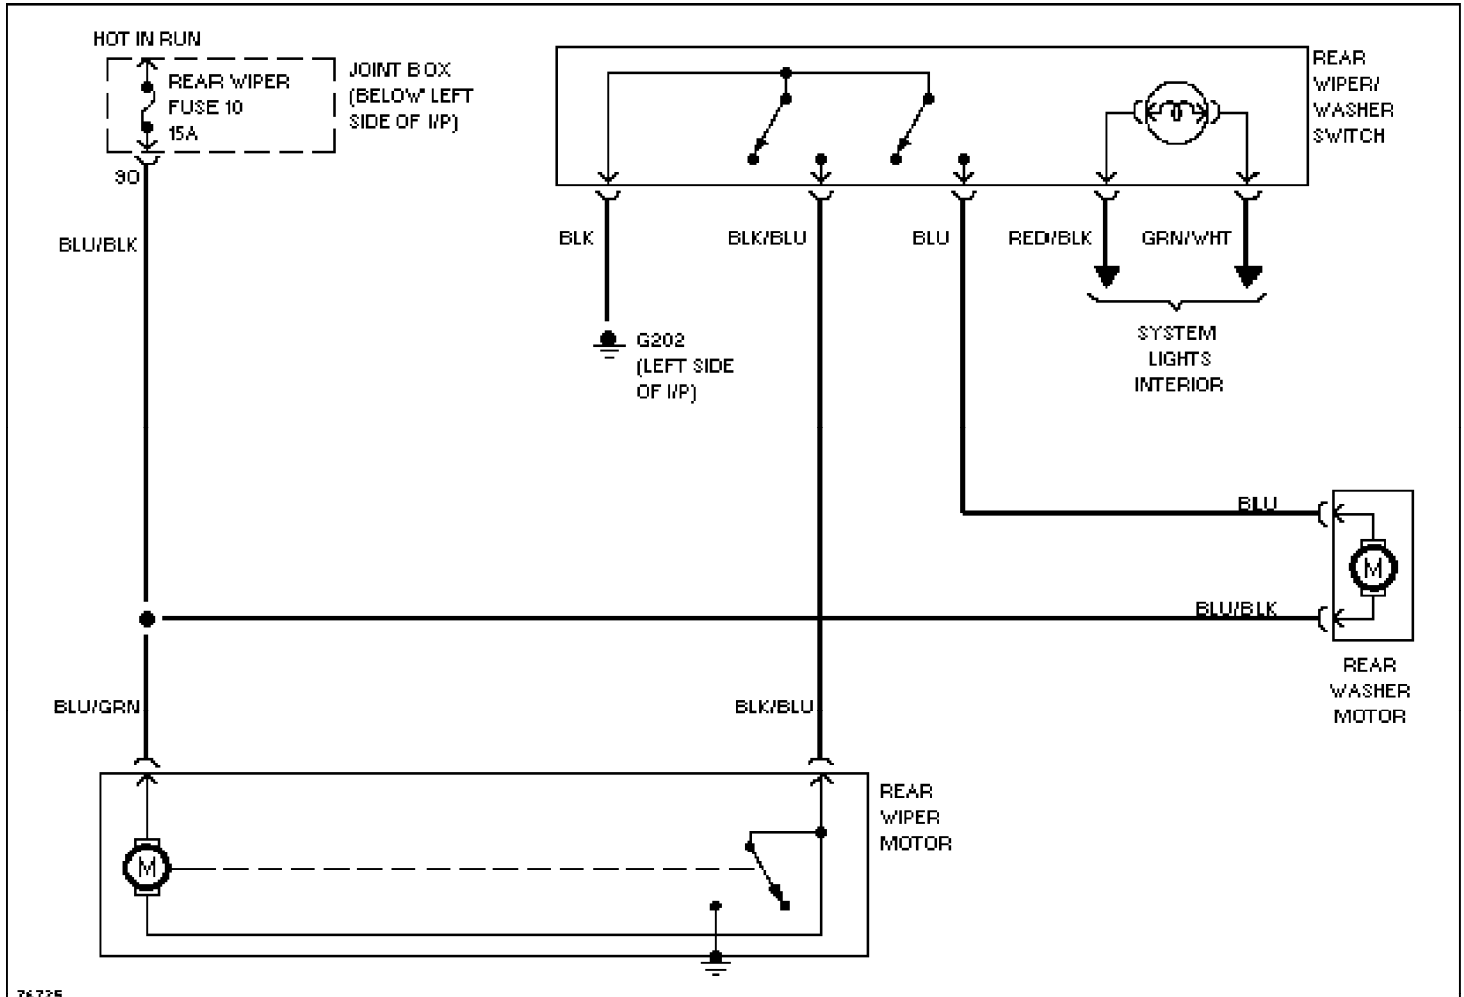 HOT IN RUN
REAR WIPER
FUSE 10
15A
JOINT BOX
(BELOW LEFT
SIDE OF I/P)
30
BLU/BLK
REAR
WIPER/
WASHER
SWITCH
BLK
BLK/BLU
BLU
RED/BLK
GRN/WHT
G202
(LEFT SIDE
OF I/P)
SYSTEM
LIGHTS
INTERIOR
BLU
M
BLU/BLK
REAR
WASHER
MOTOR
BLU/GRN
BLK/BLU
REAR
WIPER
MOTOR
M